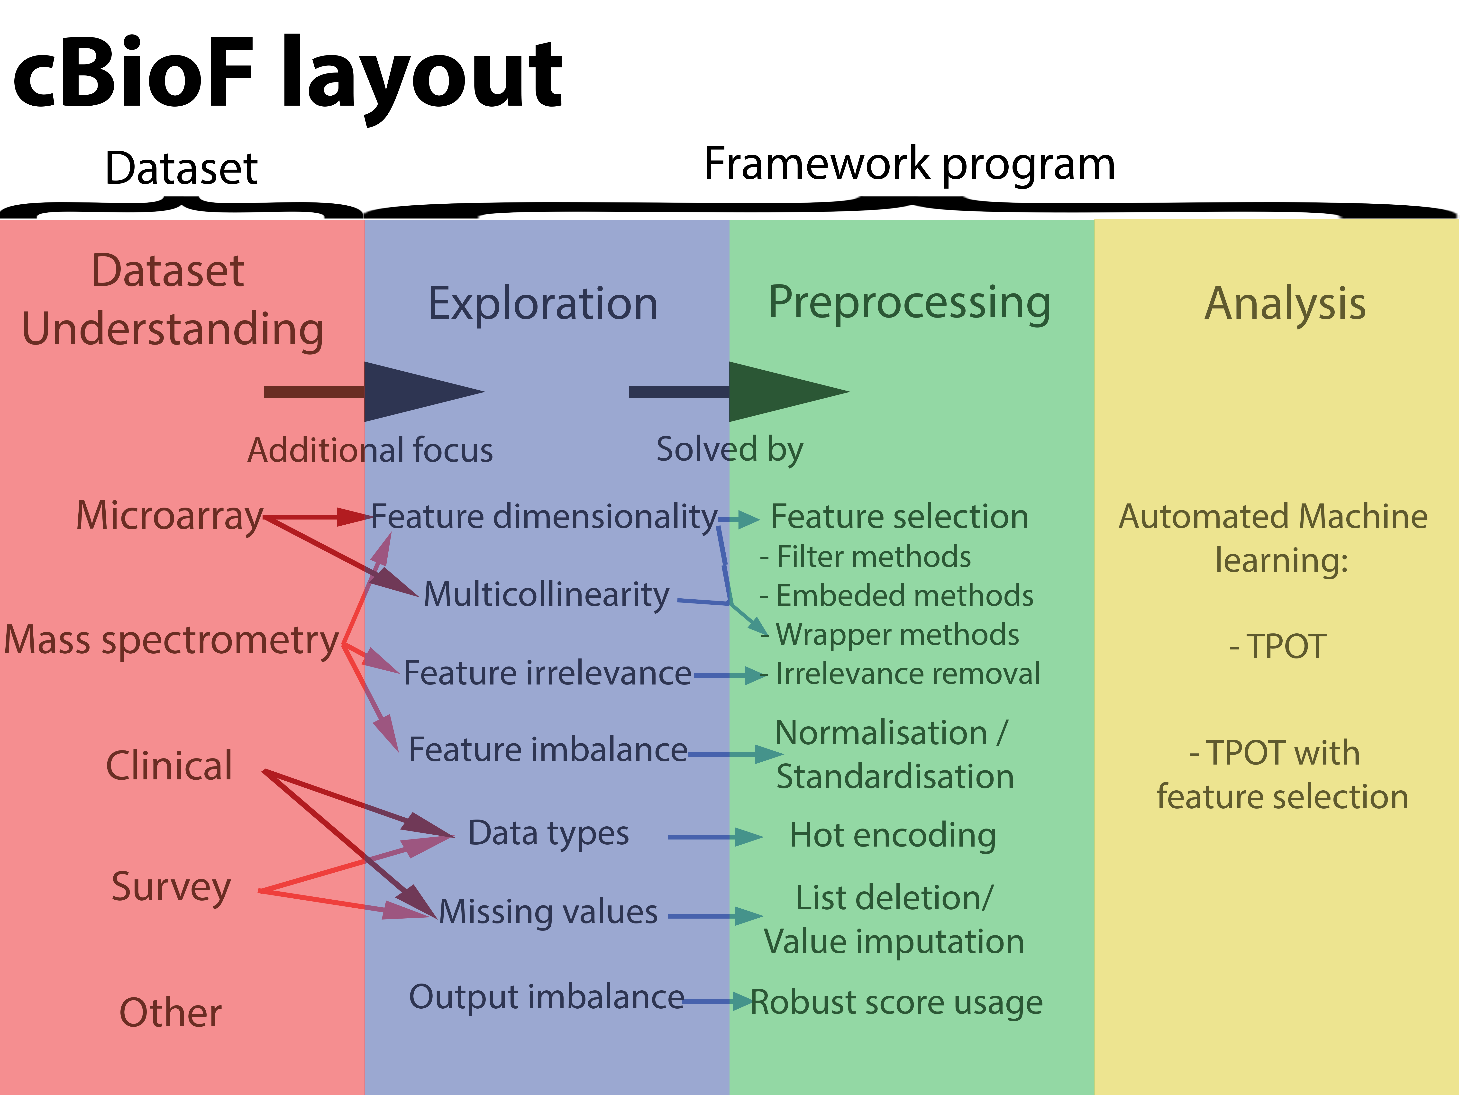 cBioF layout
Dataset
Framework program
Dataset
Understanding
Exploration
Preprocessing
Analysis
Additional focus
Solved by
Microarray
Mass spectrometry
Clinical
Survey
Other
Feature dimensionality
Multicollinearity
Feature irrelevance
Feature imbalance
Data types
Missing values
Output imbalance
Feature selection
- Filter methods
- Embeded methods
- Wrapper methods
- Irrelevance removal
Normalisation /
Standardisation
Hot encoding
List deletion/
Value imputation
Robust score usage
Automated Machine
learning:
- TPOT
- TPOT with
feature selection